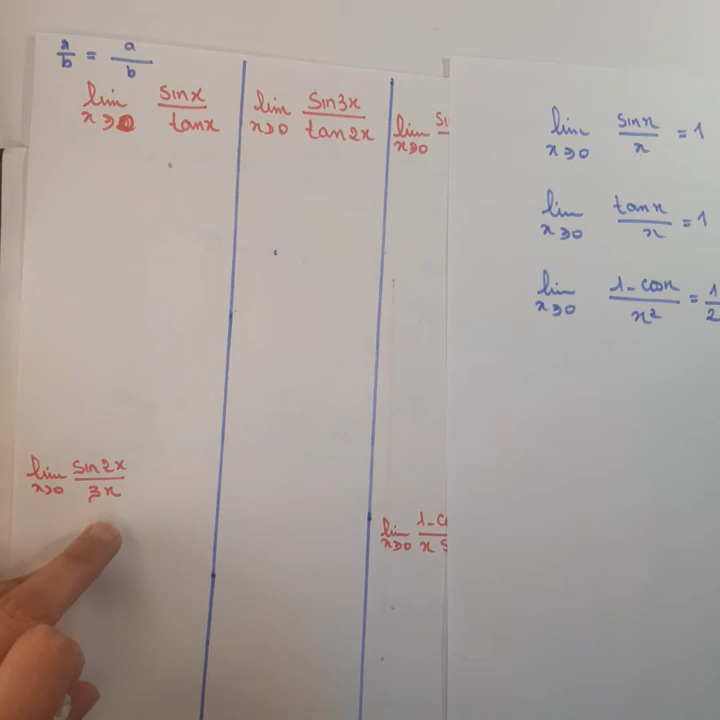 a/b = a/b
lim x→0 sinx/tanx
lim x→0 sin3x/tan2x
lim x→0
lim x→0 sin2x/3x
lim x→0
lim x→0 sinx/x = 1
lim x→0 tanx/x = 1
lim x→0 1-cosx/x² = 1/2